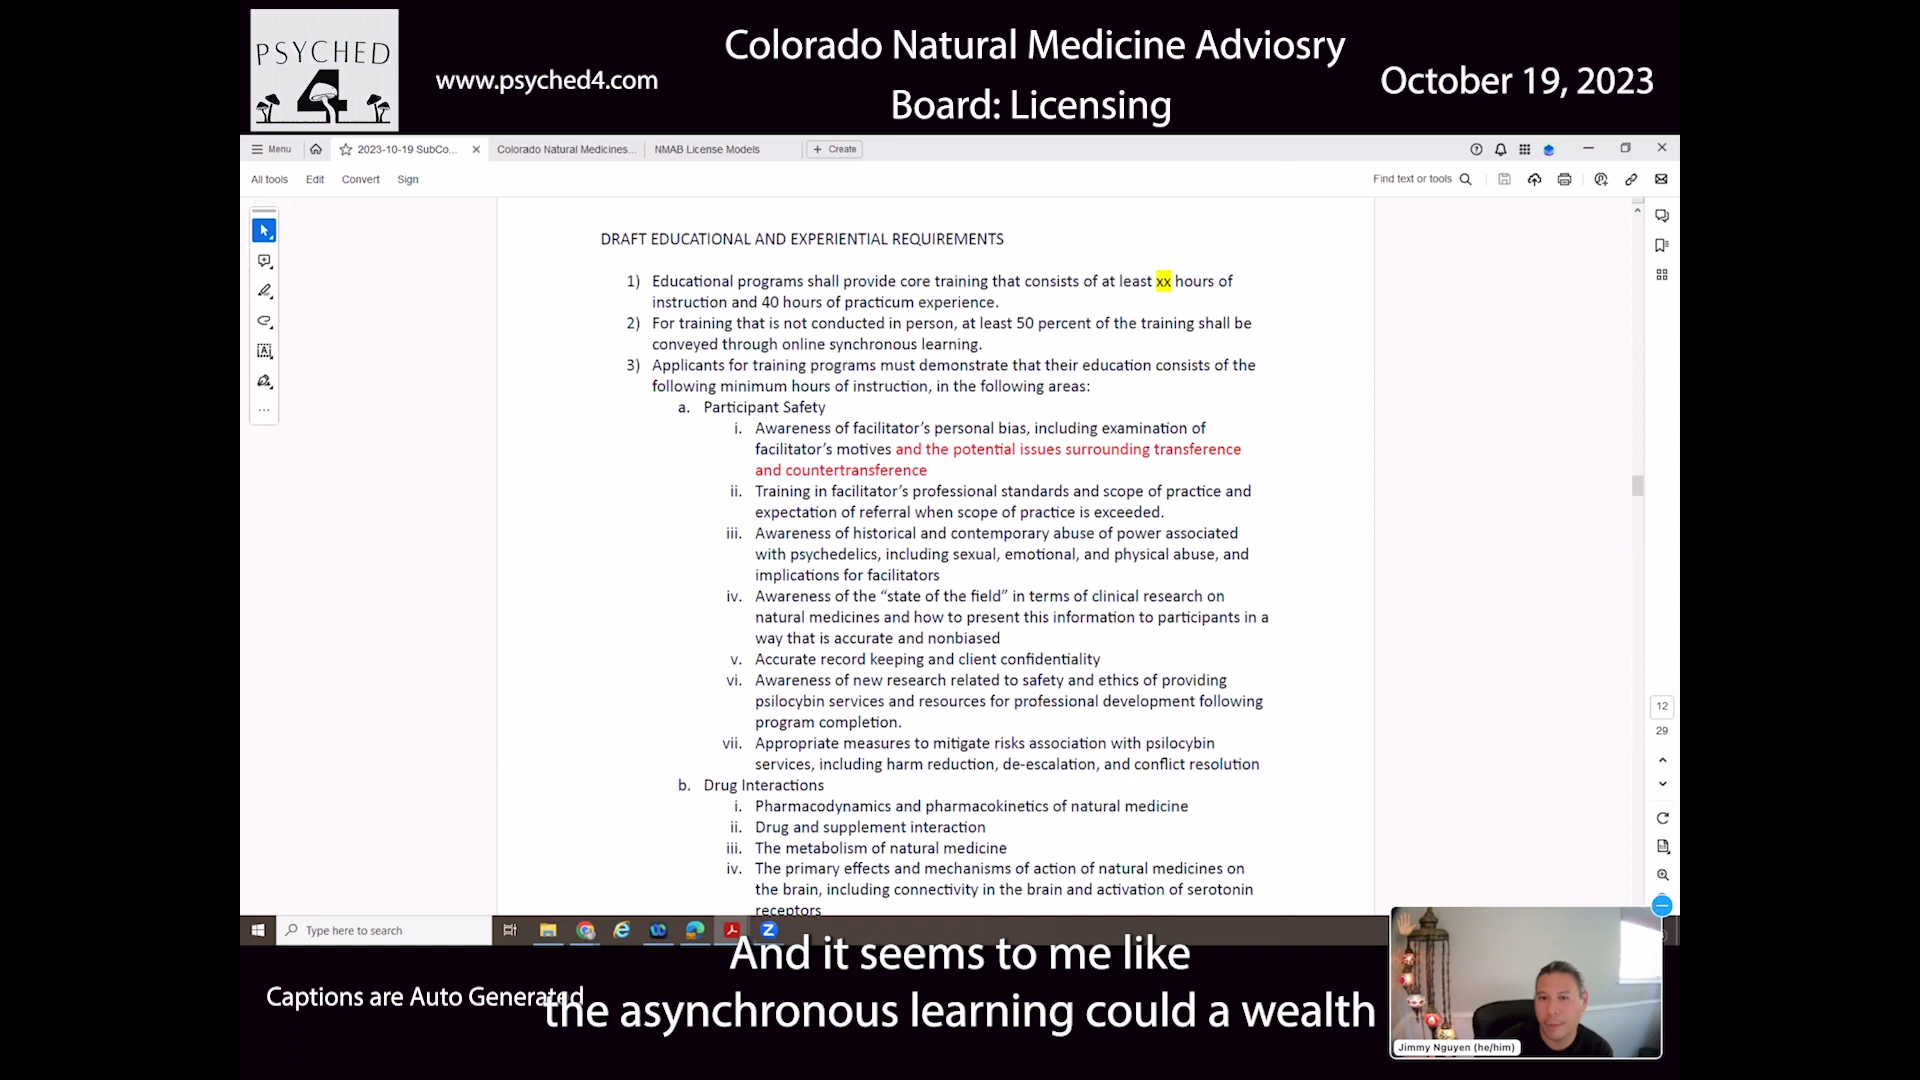 PSYCHED
4
www.psyched4.com
Colorado Natural Medicine Adviosry
Board: Licensing
October 19, 2023
Menu
2023-10-19 SubCo...
Colorado Natural Medicines...
NMAB License Models
+ Create
All tools
Edit
Convert
Sign
Find text or tools
DRAFT EDUCATIONAL AND EXPERIENTIAL REQUIREMENTS
1) Educational programs shall provide core training that consists of at least xx hours of
instruction and 40 hours of practicum experience.
2) For training that is not conducted in person, at least 50 percent of the training shall be
conveyed through online synchronous learning.
3) Applicants for training programs must demonstrate that their education consists of the
following minimum hours of instruction, in the following areas:
a. Participant Safety
i. Awareness of facilitator’s personal bias, including examination of
facilitator’s motives and the potential issues surrounding transference
and countertransference
ii. Training in facilitator’s professional standards and scope of practice and
expectation of referral when scope of practice is exceeded.
iii. Awareness of historical and contemporary abuse of power associated
with psychedelics, including sexual, emotional, and physical abuse, and
implications for facilitators
iv. Awareness of the “state of the field” in terms of clinical research on
natural medicines and how to present this information to participants in a
way that is accurate and nonbiased
v. Accurate record keeping and client confidentiality
vi. Awareness of new research related to safety and ethics of providing
psilocybin services and resources for professional development following
program completion.
vii. Appropriate measures to mitigate risks association with psilocybin
services, including harm reduction, de-escalation, and conflict resolution
b. Drug Interactions
i. Pharmacodynamics and pharmacokinetics of natural medicine
ii. Drug and supplement interaction
iii. The metabolism of natural medicine
iv. The primary effects and mechanisms of action of natural medicines on
the brain, including connectivity in the brain and activation of serotonin
receptors
12
29
Type here to search
And it seems to me like
the asynchronous learning could a wealth
Captions are Auto Generated
Jimmy Nguyen (he/him)